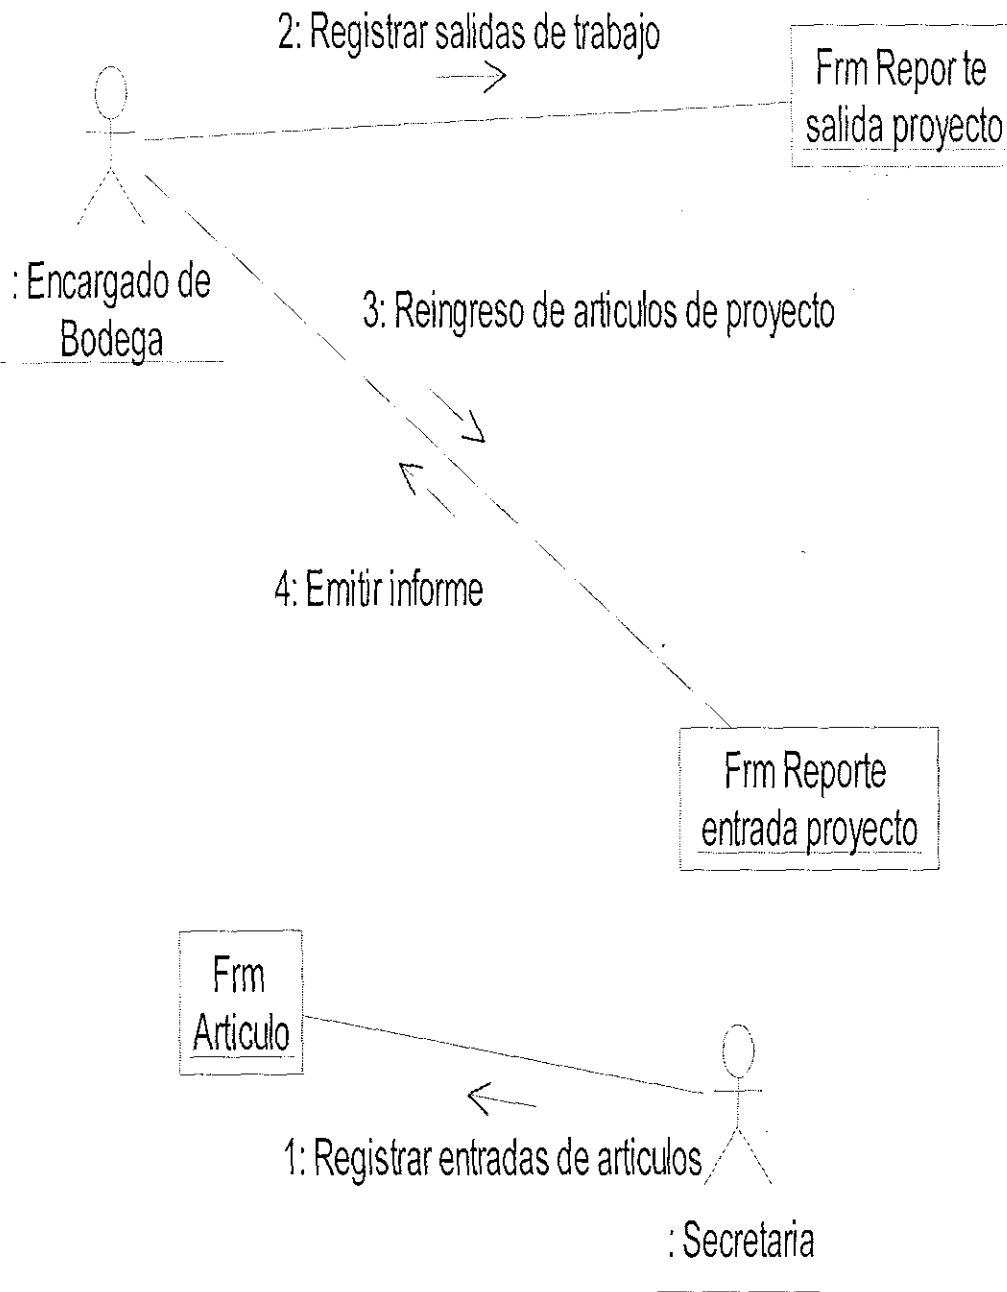 2: Registrar salidas de trabajo
Frm Repor te
salida proyecto
: Encargado de
Bodega
3: Reingreso de articulos de proyecto
4: Emitir informe
Frm Reporte
entrada proyecto
Frm
Articulo
1: Registrar entradas de articulos
: Secretaria